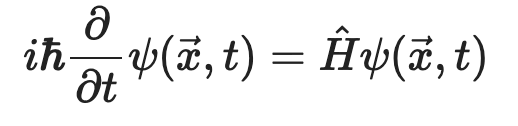 iħ ∂/∂t ψ(x⃗, t) = Ĥψ(x⃗, t)